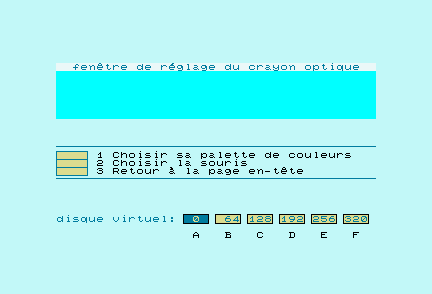 fenêtre de réglage du crayon optique
1 Choisir sa palette de couleurs
2 Choisir la souris
3 Retour à la page en-tête
disque virtuel: 0 64 128 192 256 320
A B C D E F